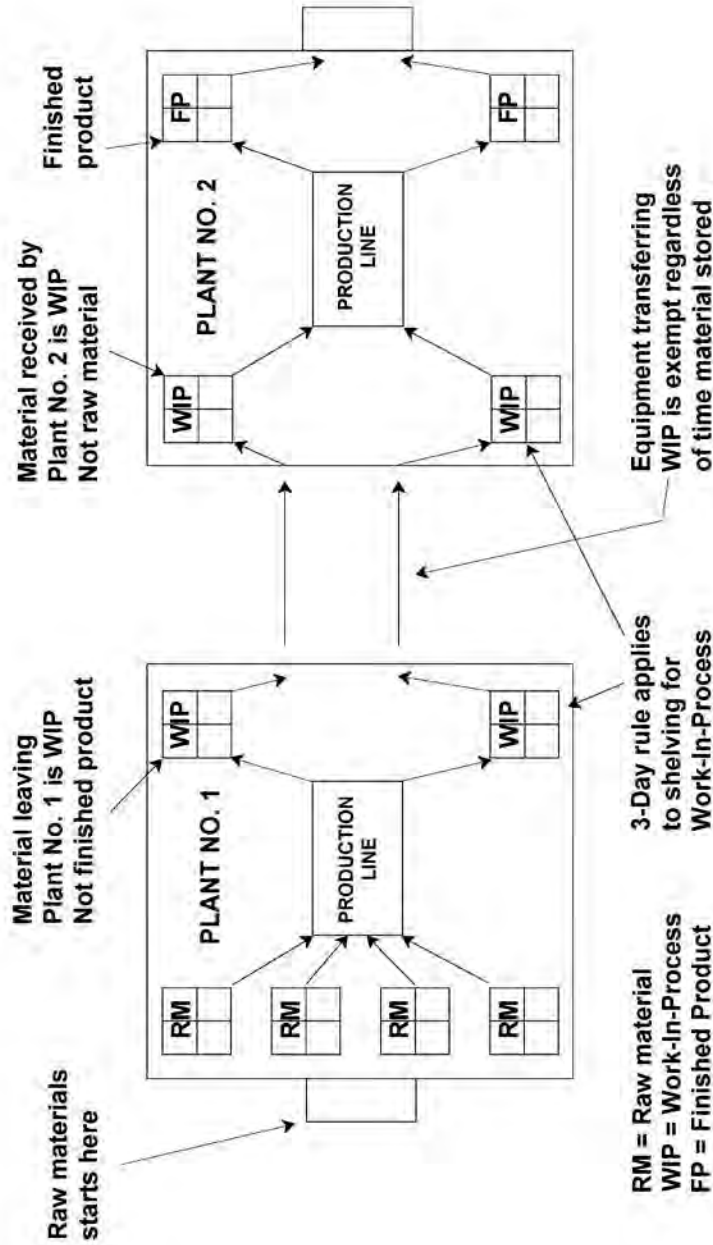 Raw materials
starts here
Material leaving
Plant No. 1 is WIP
Not finished product
Material received by
Plant No. 2 is WIP
Not raw material
Finished
product
RM
RM
RM
RM
PLANT NO. 1
PRODUCTION
LINE
WIP
WIP
WIP
WIP
PLANT NO. 2
PRODUCTION
LINE
FP
FP
RM = Raw material
WIP = Work-In-Process
FP = Finished Product
3-Day rule applies
to shelving for
Work-In-Process
Equipment transferring
WIP is exempt regardless
of time material stored